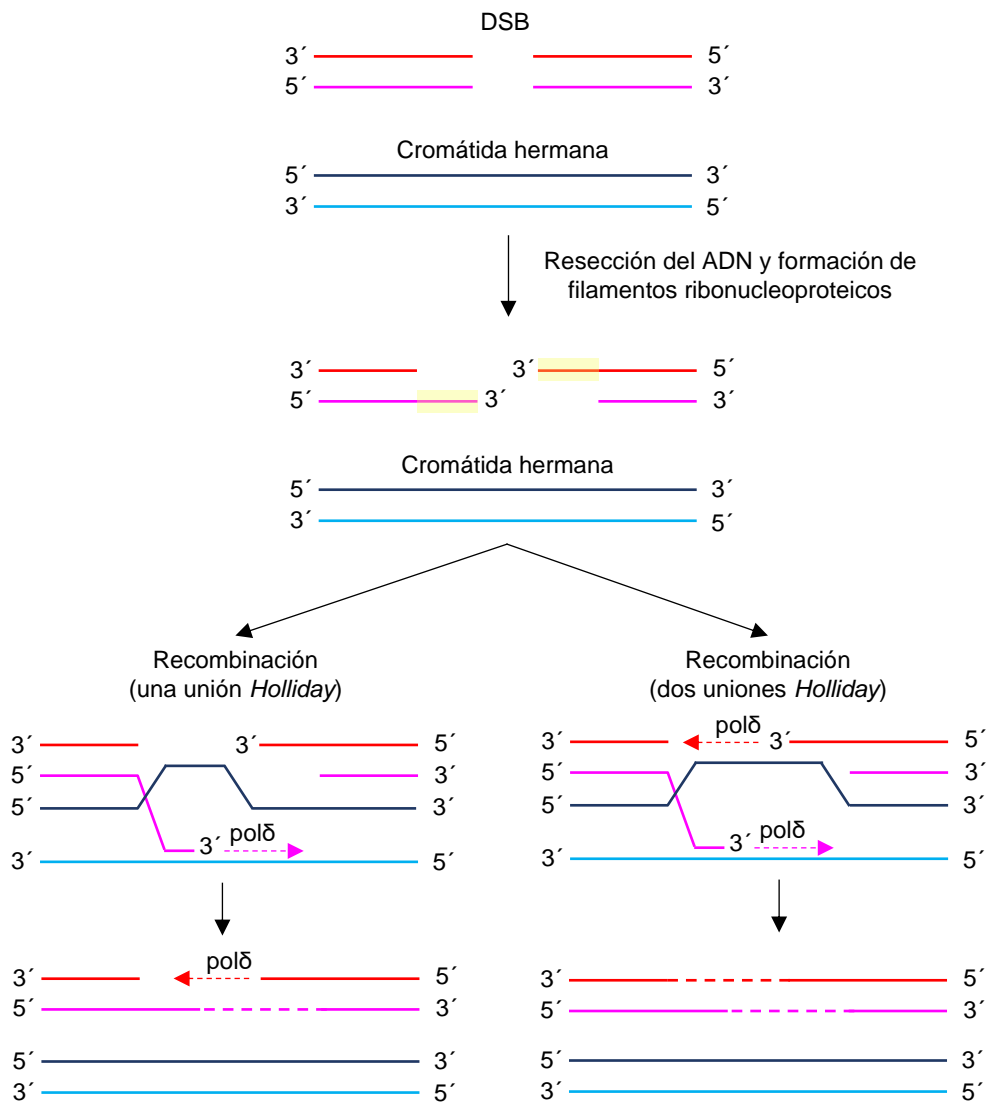 DSB
3´ 5´
5´ 3´
Cromátida hermana
5´ 3´
3´ 5´
Resección del ADN y formación de
filamentos ribonucleoproteicos
3´ 3´ 5´
5´ 3´ 3´
Cromátida hermana
5´ 3´
3´ 5´
Recombinación
(una unión Holliday)
3´ 3´ 5´
5´ 3´
5´ 3´
3´ polδ
3´ 5´
polδ
3´ 5´
5´ 3´
5´ 3´
3´ 5´
Recombinación
(dos uniones Holliday)
polδ
3´ 3´ 5´
5´ 3´
5´ 3´
3´ polδ
3´ 5´
3´ 5´
5´ 3´
5´ 3´
3´ 5´